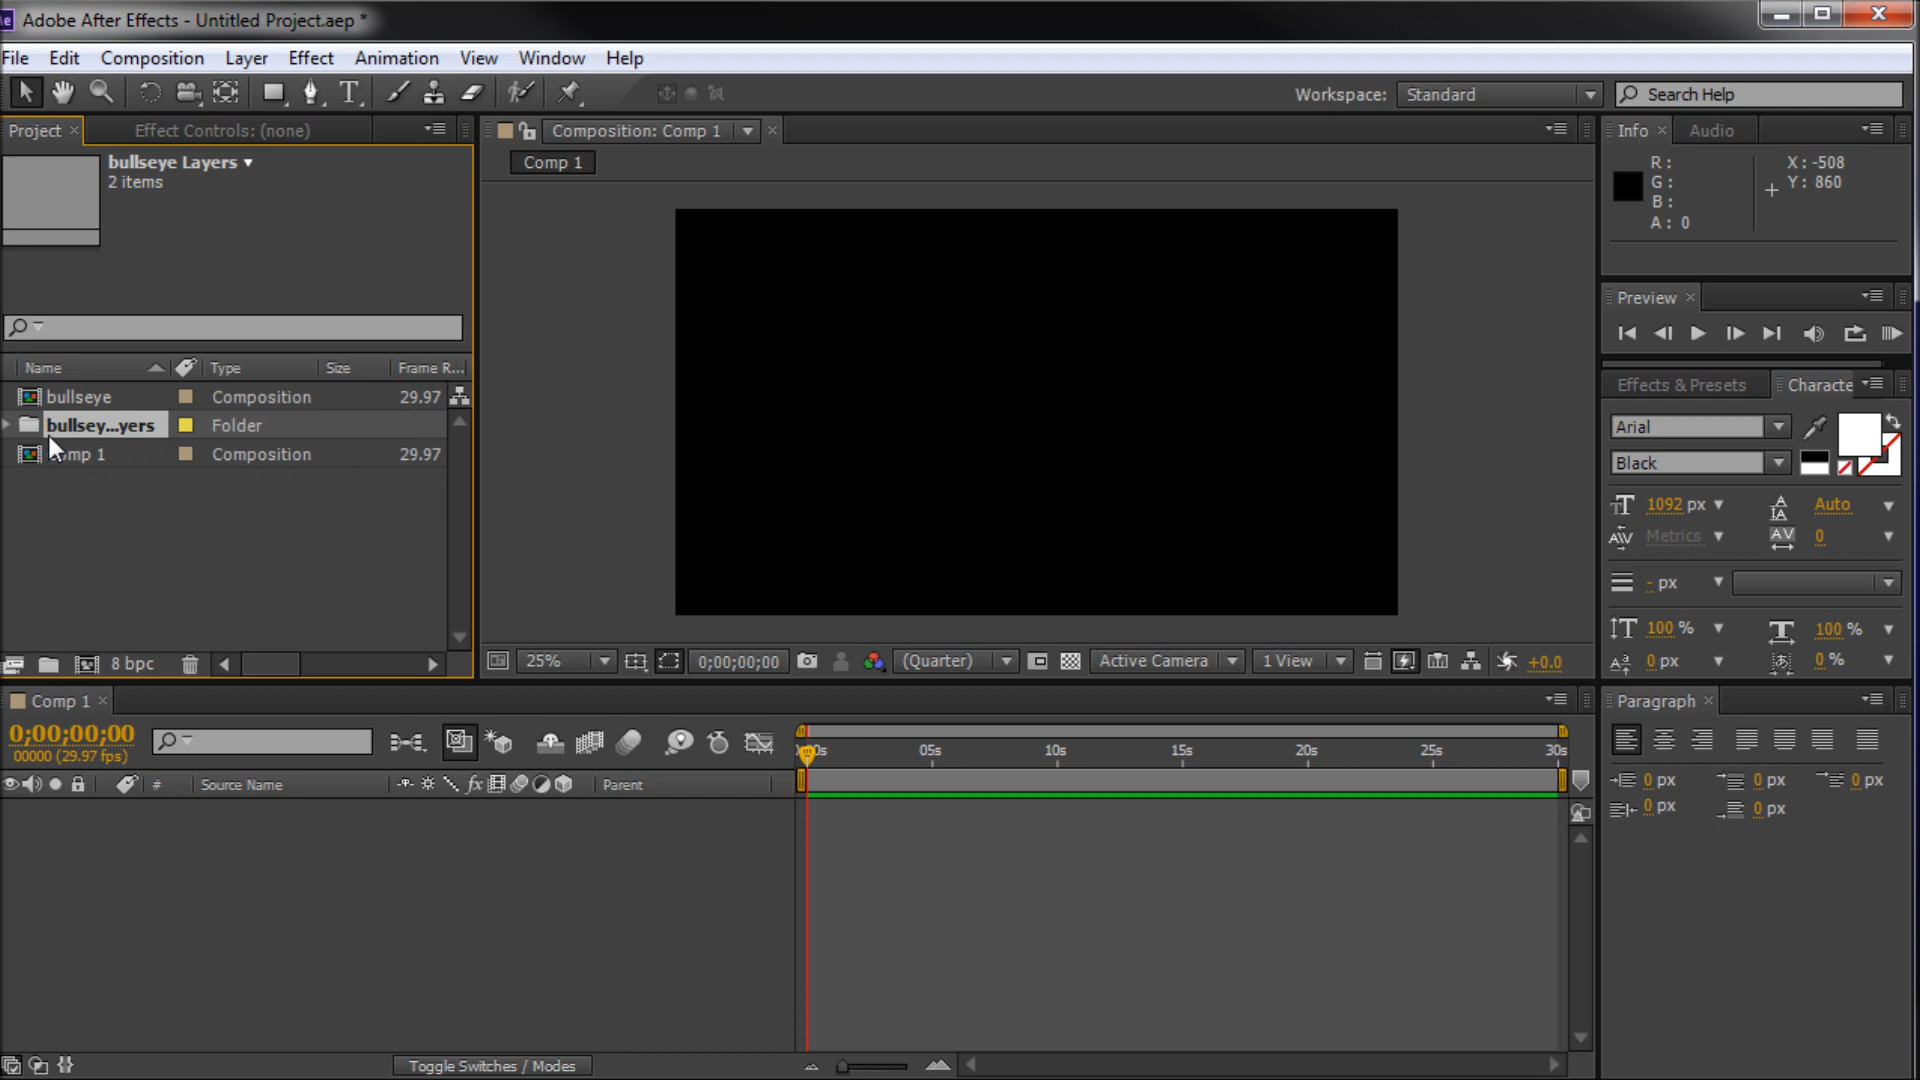 Adobe After Effects - Untitled Project.aep *
File Edit Composition Layer Effect Animation View Window Help
T Workspace: Standard Search Help
Project Effect Controls: (none) Composition: Comp 1 Info Audio
bullseye Layers
2 items
Comp 1
R:
G:
B:
A: 0
X: -508
Y: 860
Preview
Name Type Size Frame R...
bullseye Composition 29.97
bullsey...yers Folder
mp 1 Composition 29.97
8 bpc
25% 0;00;00;00 (Quarter) Active Camera 1 View +0.0
Effects & Presets Characte
Arial
Black
1092 px Auto
Metrics 0
- px
100 % 100 %
0 px 0 %
Comp 1
0;00;00;00
00000 (29.97 fps)
0s 05s 10s 15s 20s 25s 30s
# Source Name fx Parent
Toggle Switches / Modes
Paragraph
0 px 0 px 0 px
0 px 0 px